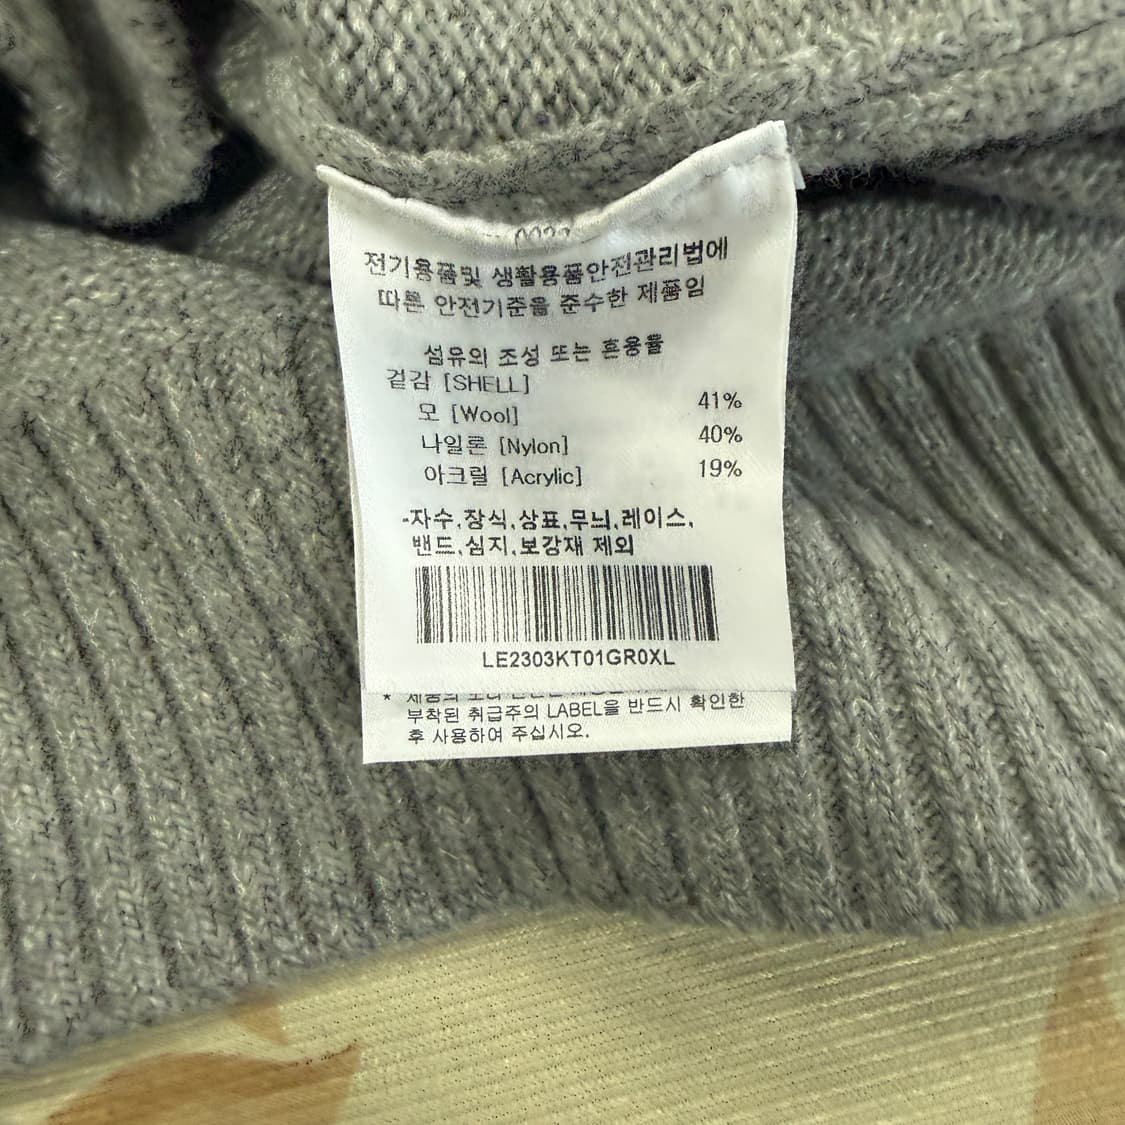 전기용품및 생활용품안전관리법에
따른 안전기준을 준수한 제품임
섬유의 조성 또는 혼용율
겉감 [SHELL]
모 [Wool] 41%
나일론 [Nylon] 40%
아크릴 [Acrylic] 19%
-자수,장식,상표,무늬,레이스,
밴드,심지,보강재 제외
LE2303KT01GR0XL
* 제품의
부착된 취급주의 LABEL을 반드시 확인한
후 사용하여 주십시오.